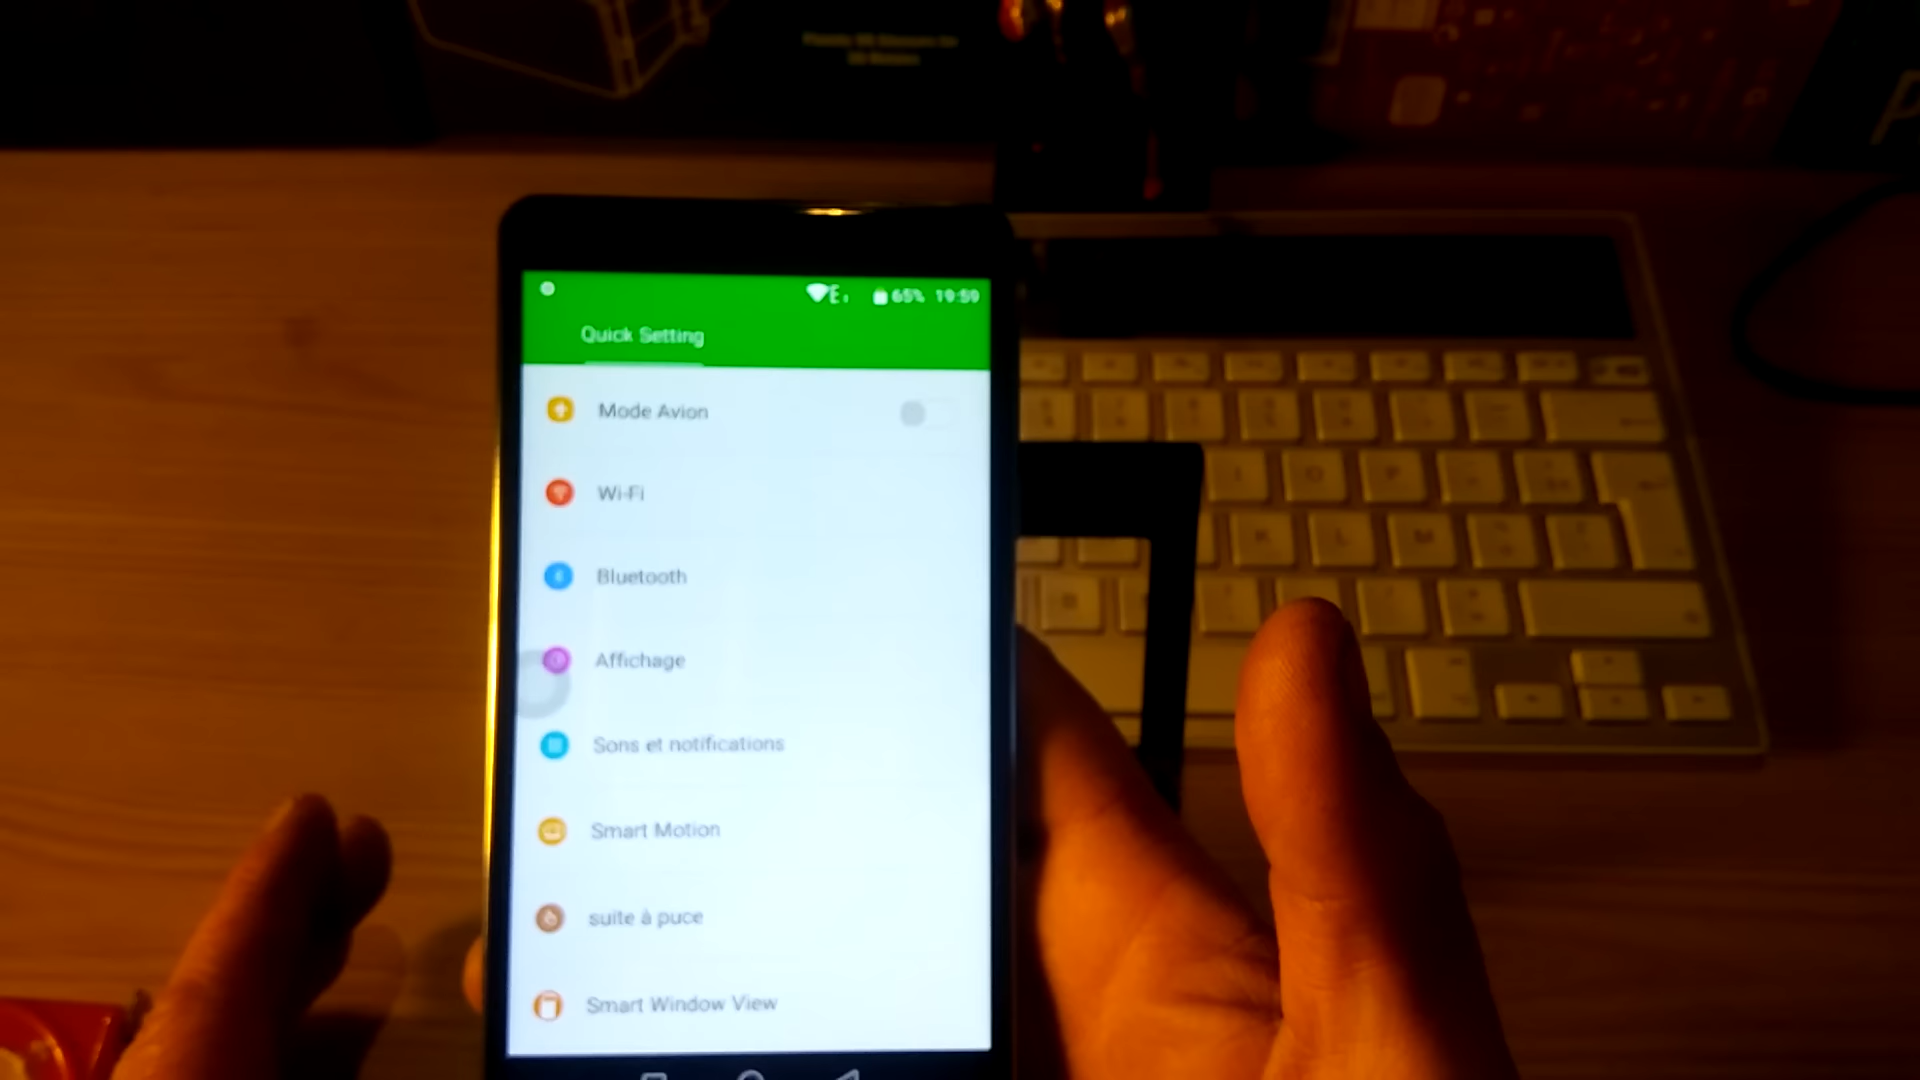 65% 19:59
Quick Setting
Mode Avion
Wi-Fi
Bluetooth
Affichage
Sons et notifications
Smart Motion
suite à puce
Smart Window View
I O P
K L M